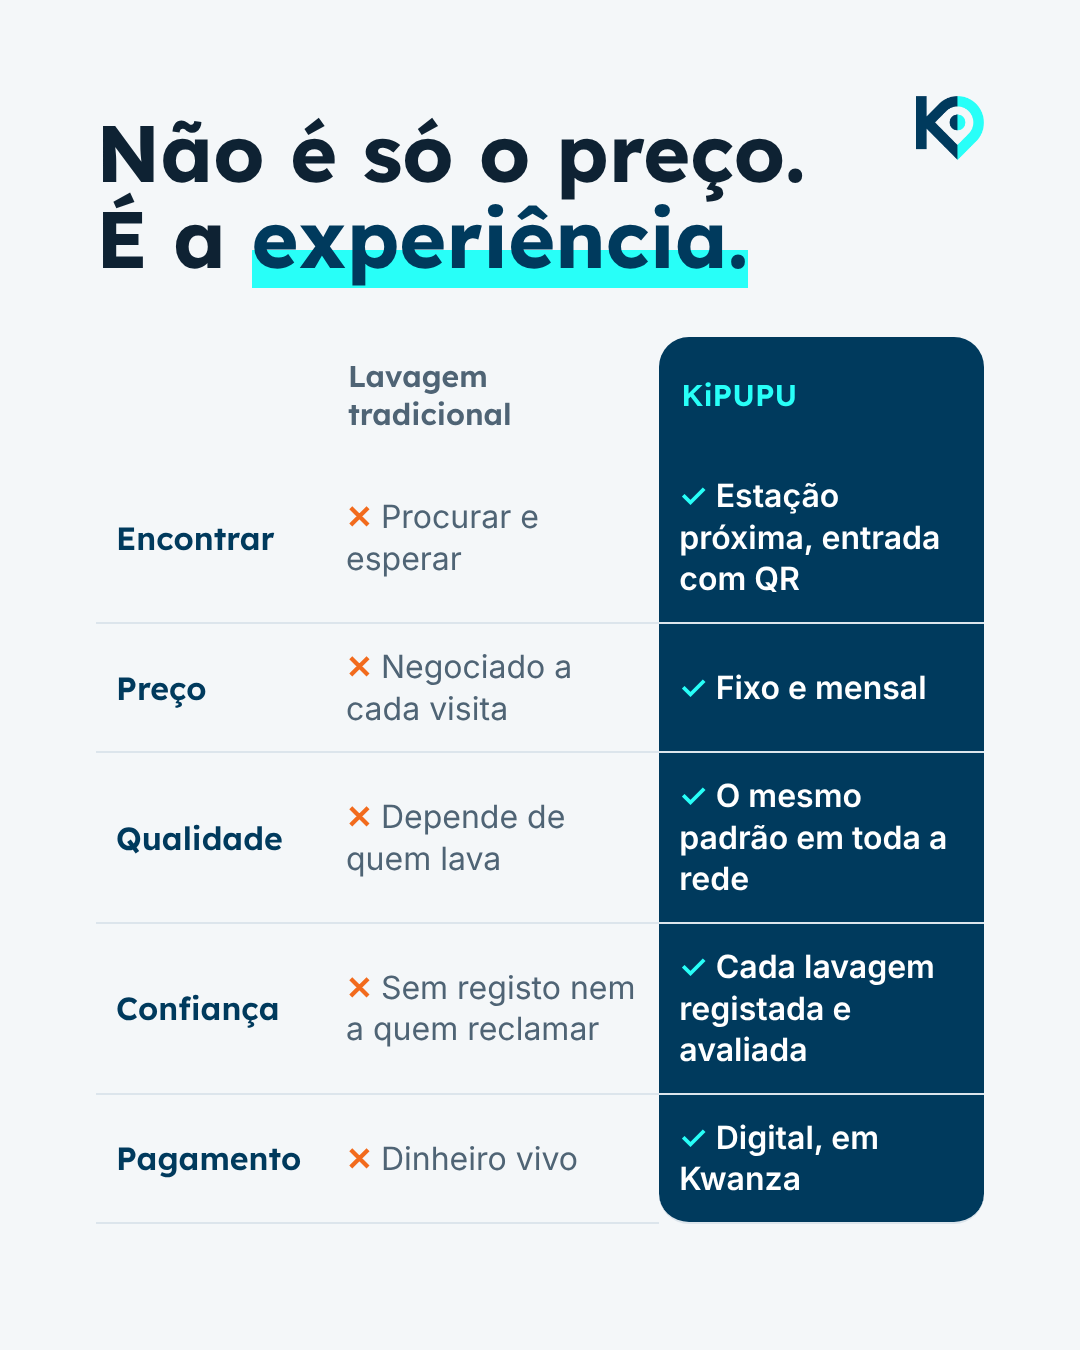 Não é só o preço.
É a experiência.
Lavagem
tradicional
KiPUPU
Encontrar
✕ Procurar e
esperar
✓ Estação
próxima, entrada
com QR
Preço
✕ Negociado a
cada visita
✓ Fixo e mensal
Qualidade
✕ Depende de
quem lava
✓ O mesmo
padrão em toda a
rede
Confiança
✕ Sem registo nem
a quem reclamar
✓ Cada lavagem
registada e
avaliada
Pagamento
✕ Dinheiro vivo
✓ Digital, em
Kwanza